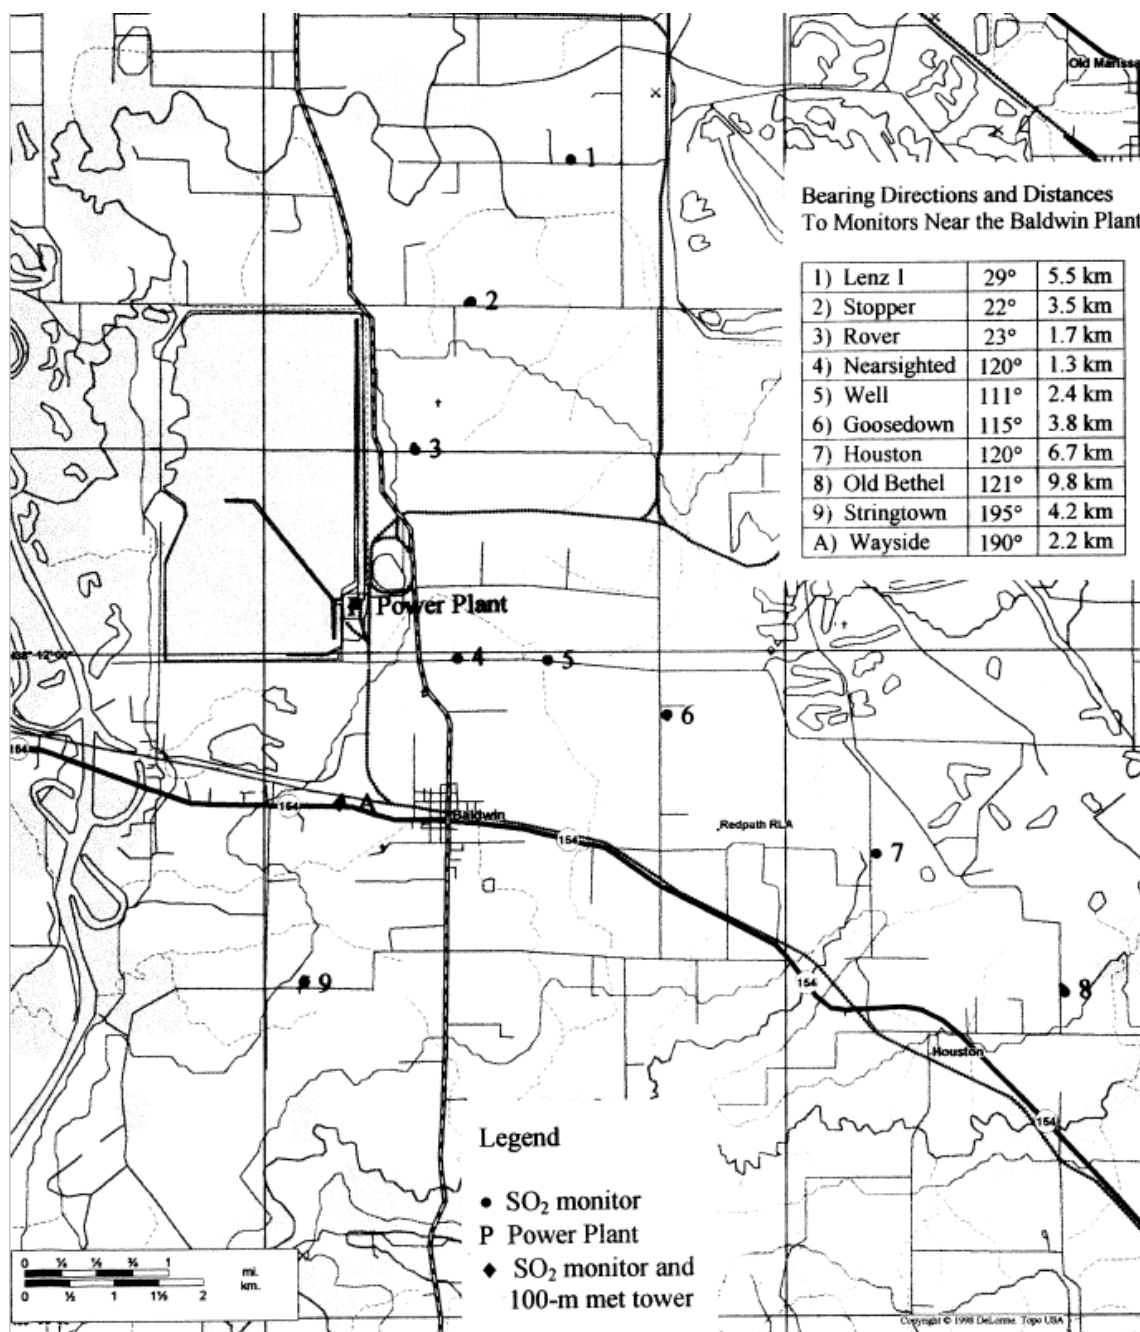 Old Marissa
1
Bearing Directions and Distances
To Monitors Near the Baldwin Plant
1) Lenz 1 29° 5.5 km
2) Stopper 22° 3.5 km
3) Rover 23° 1.7 km
4) Nearsighted 120° 1.3 km
5) Well 111° 2.4 km
6) Goosedown 115° 3.8 km
7) Houston 120° 6.7 km
8) Old Bethel 121° 9.8 km
9) Stringtown 195° 4.2 km
A) Wayside 190° 2.2 km
2
3
P Power Plant
4 5
6
154
154 A
Baldwin
Redpath RLA
154
7
9
154
8
Houston
154
Legend
SO₂ monitor
P Power Plant
SO₂ monitor and
100-m met tower
0 ¼ ½ ¾ 1 mi.
0 ½ 1 1½ 2 km.
Copyright © 1998 DeLorme. Topo USA